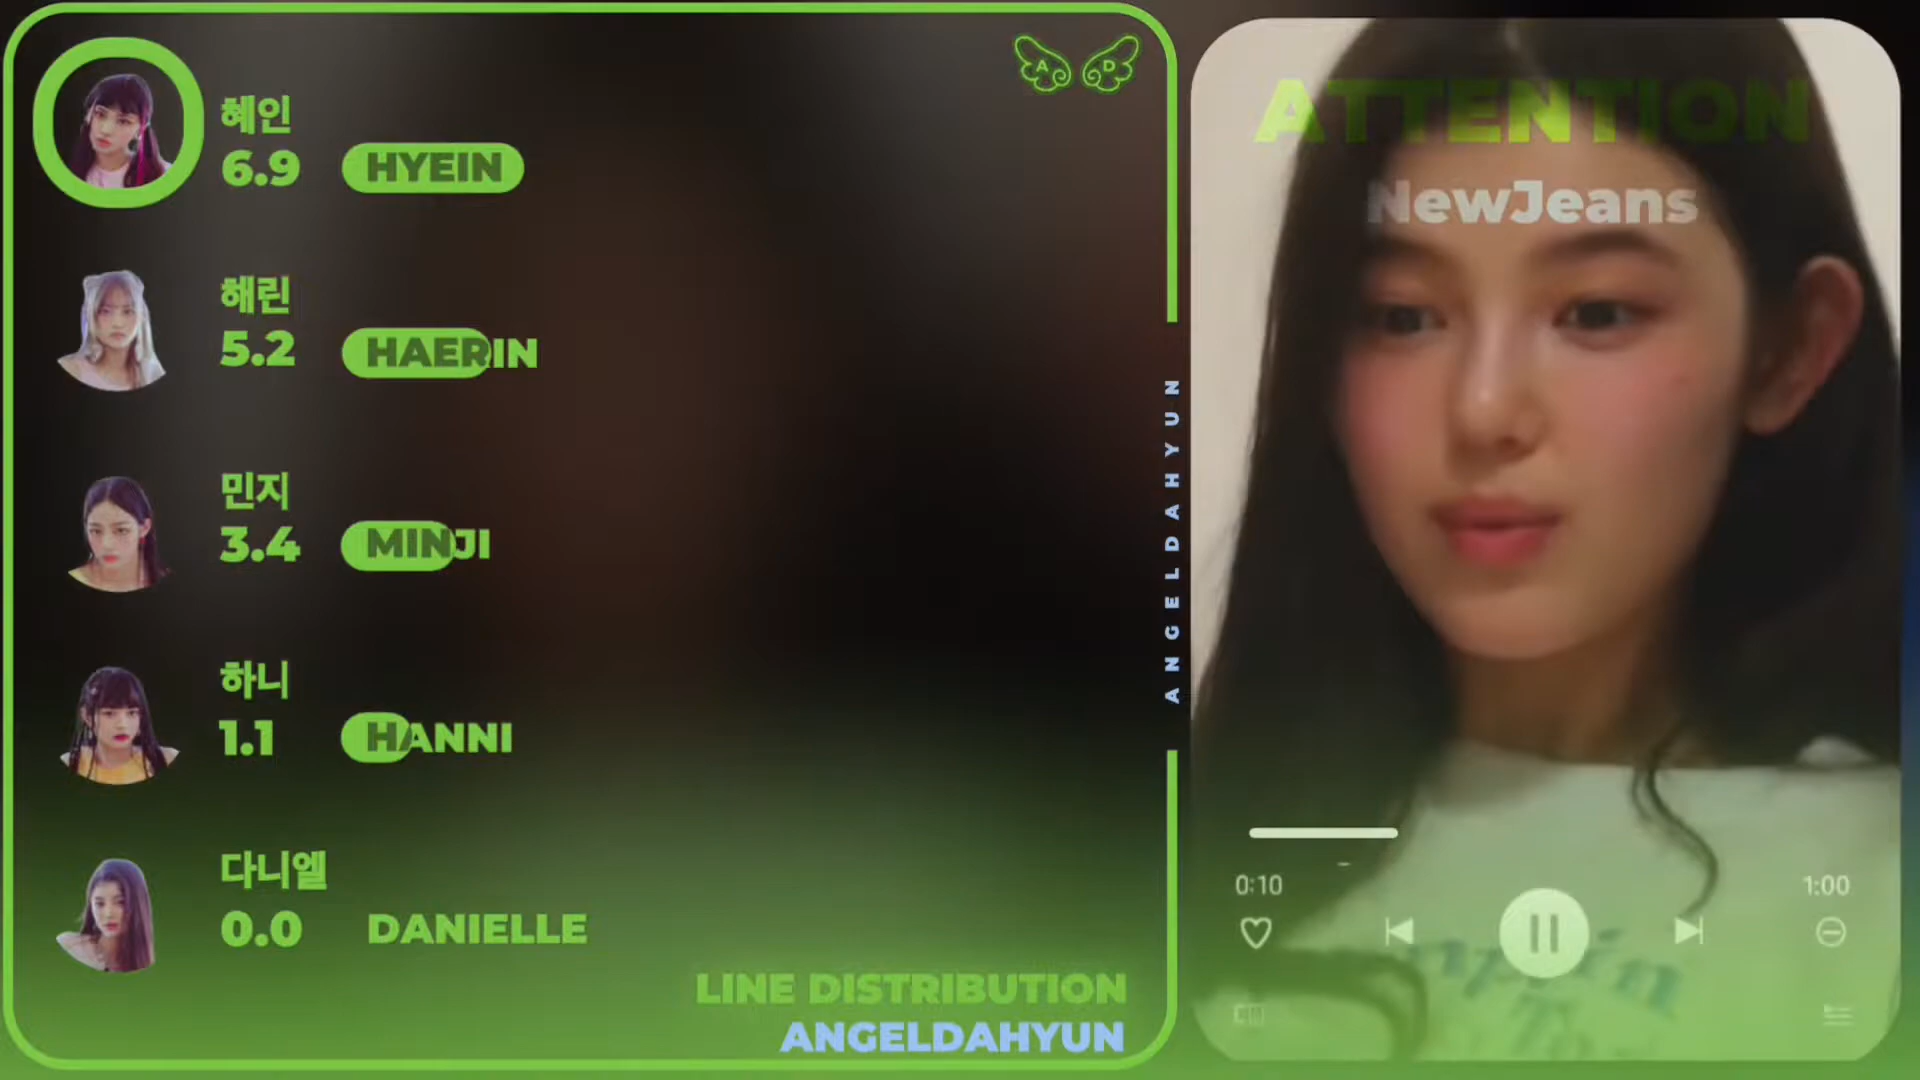 A D
혜인
6.9 HYEIN
해린
5.2 HAERIN
민지
3.4 MINJI
하니
1.1 HANNI
다니엘
0.0 DANIELLE
LINE DISTRIBUTION
ANGELDAHYUN
ANGELDAHYUN
ATTENTION
NewJeans
0:10 1:00